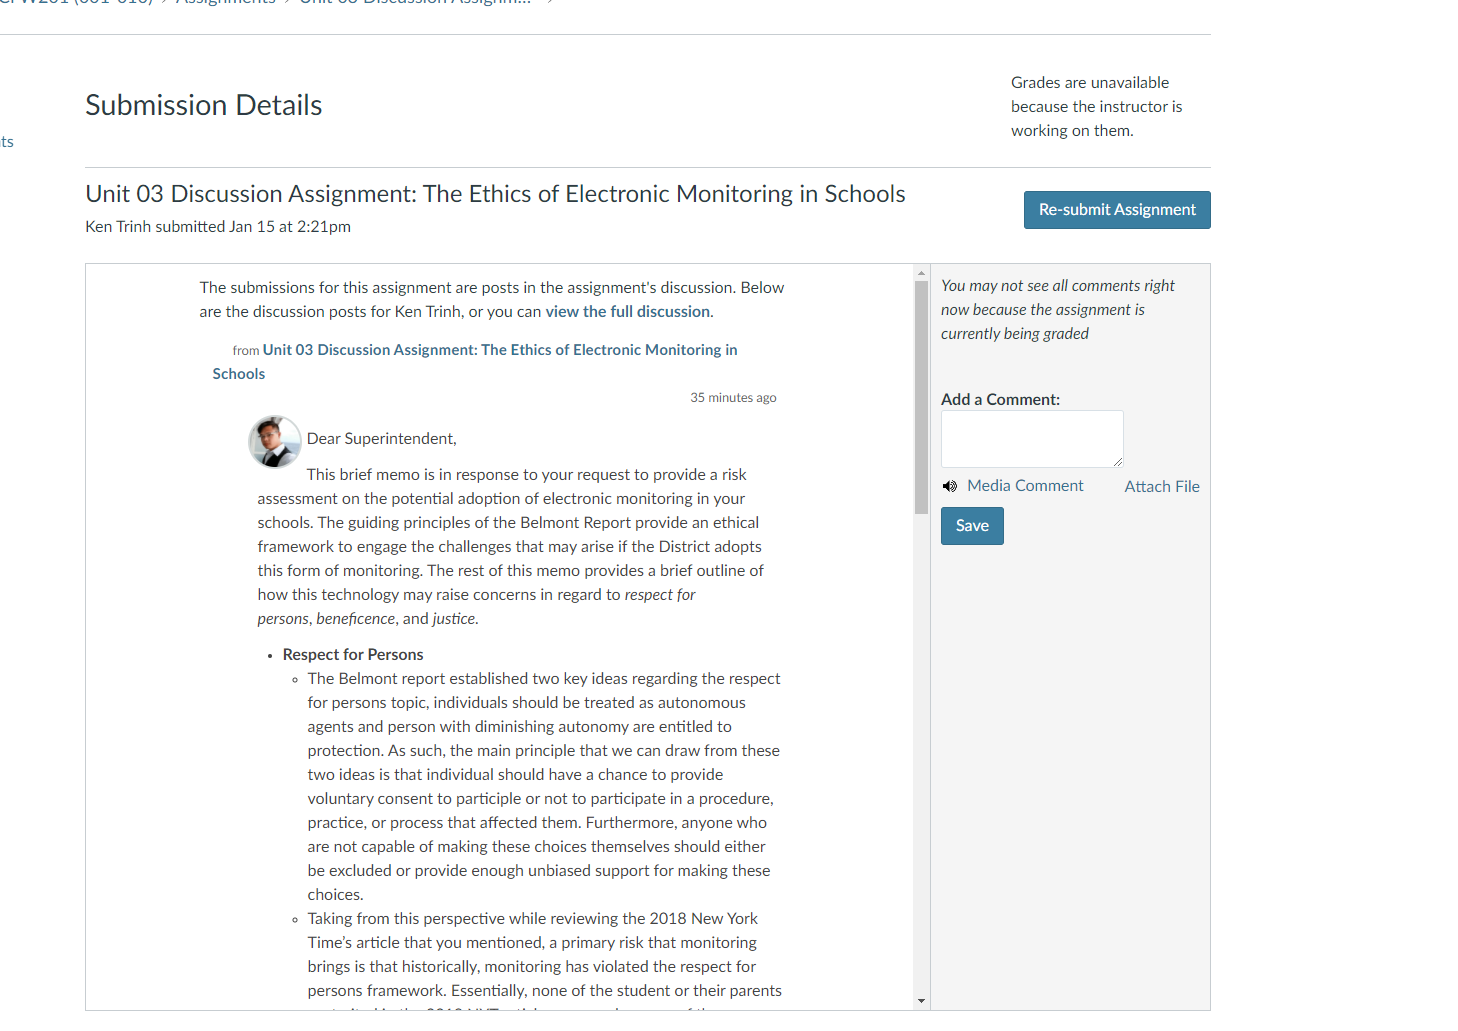 Assignments
Unit 03 Discussion Assignm...
Submission Details
Grades are unavailable
because the instructor is
working on them.
ts
Unit 03 Discussion Assignment: The Ethics of Electronic Monitoring in Schools
Re-submit Assignment
Ken Trinh submitted Jan 15 at 2:21pm
The submissions for this assignment are posts in the assignment's discussion. Below
are the discussion posts for Ken Trinh, or you can view the full discussion.
from Unit 03 Discussion Assignment: The Ethics of Electronic Monitoring in
Schools
35 minutes ago
Dear Superintendent,
This brief memo is in response to your request to provide a risk
assessment on the potential adoption of electronic monitoring in your
schools. The guiding principles of the Belmont Report provide an ethical
framework to engage the challenges that may arise if the District adopts
this form of monitoring. The rest of this memo provides a brief outline of
how this technology may raise concerns in regard to respect for
persons, beneficence, and justice.
• Respect for Persons
◦ The Belmont report established two key ideas regarding the respect
for persons topic, individuals should be treated as autonomous
agents and person with diminishing autonomy are entitled to
protection. As such, the main principle that we can draw from these
two ideas is that individual should have a chance to provide
voluntary consent to participle or not to participate in a procedure,
practice, or process that affected them. Furthermore, anyone who
are not capable of making these choices themselves should either
be excluded or provide enough unbiased support for making these
choices.
◦ Taking from this perspective while reviewing the 2018 New York
Time's article that you mentioned, a primary risk that monitoring
brings is that historically, monitoring has violated the respect for
persons framework. Essentially, none of the student or their parents
You may not see all comments right
now because the assignment is
currently being graded
Add a Comment:
Media Comment
Attach File
Save